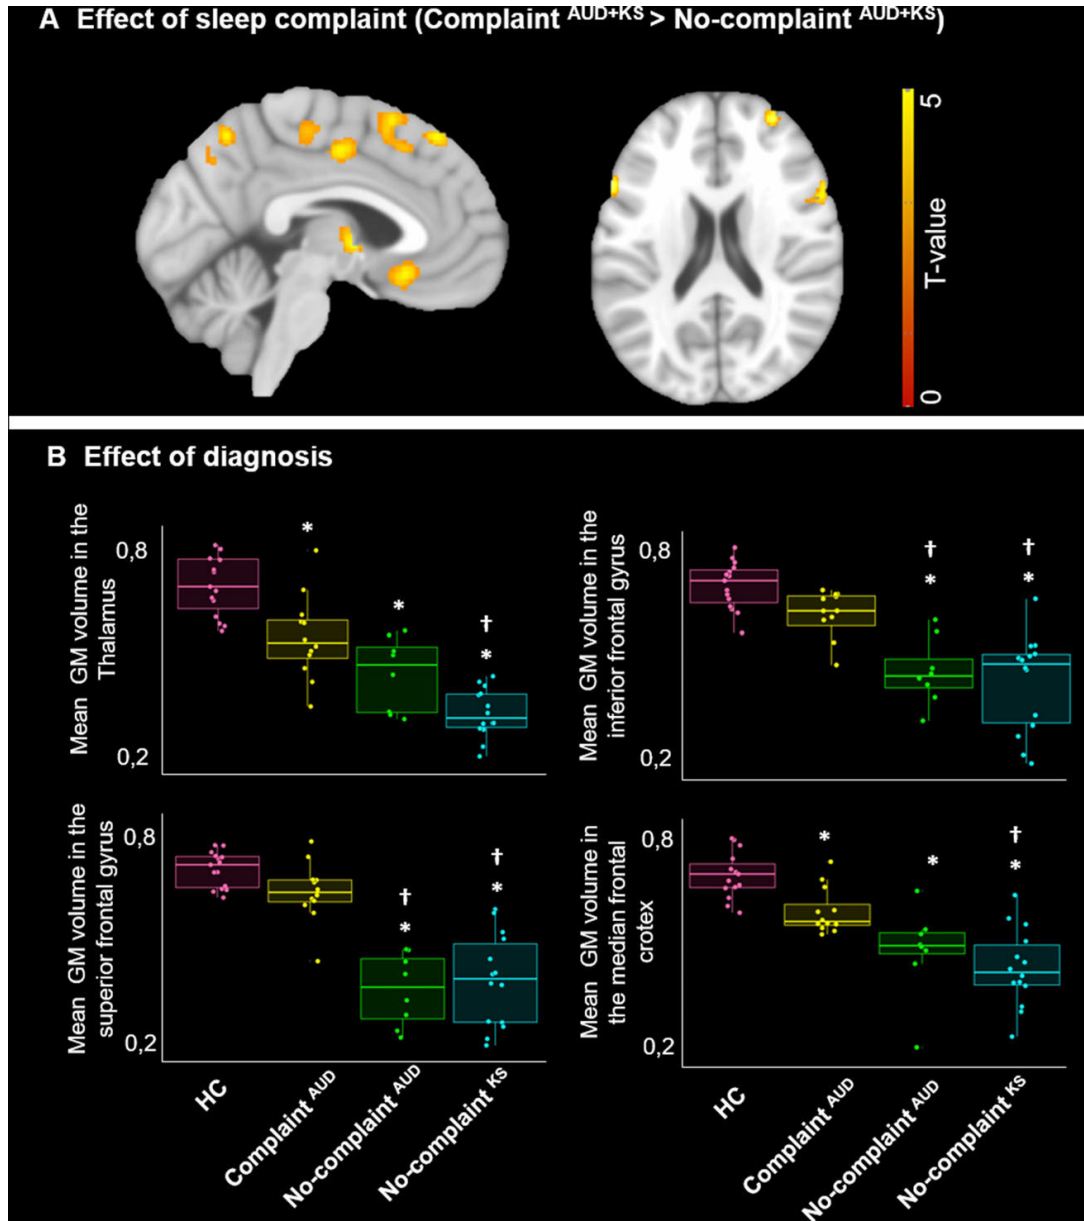 A Effect of sleep complaint (Complaint AUD+KS > No-complaint AUD+KS)
5
T-value
0
B Effect of diagnosis
Mean GM volume in the
Thalamus
0,8
0,2
*
*
†
*
Mean GM volume in the
inferior frontal gyrus
0,8
0,2
†
*
†
*
Mean GM volume in the
superior frontal gyrus
0,8
0,2
†
*
†
*
HC
Complaint AUD
No-complaint AUD
No-complaint KS
Mean GM volume in
the median frontal
crotex
0,8
0,2
*
*
†
*
HC
Complaint AUD
No-complaint AUD
No-complaint KS